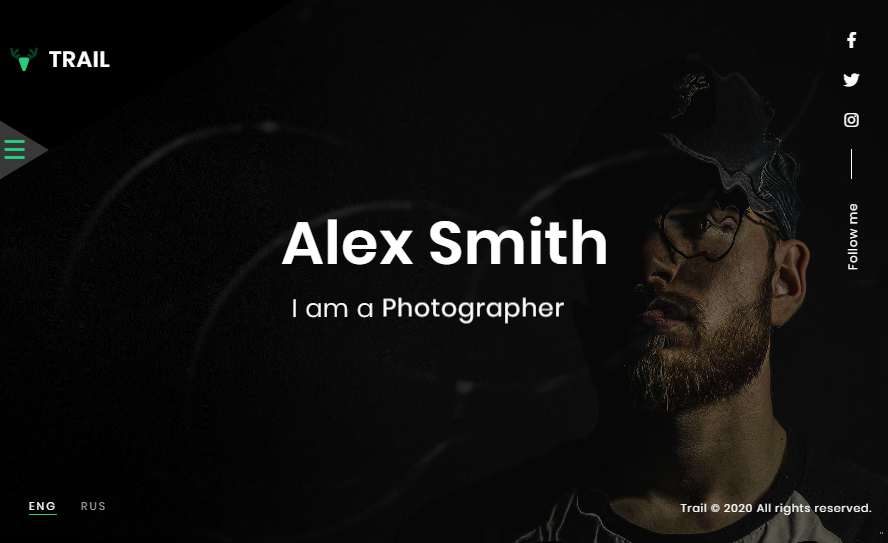 TRAIL
Follow me
Alex Smith
I am a Photographer
ENG RUS
Trail © 2020 All rights reserved.